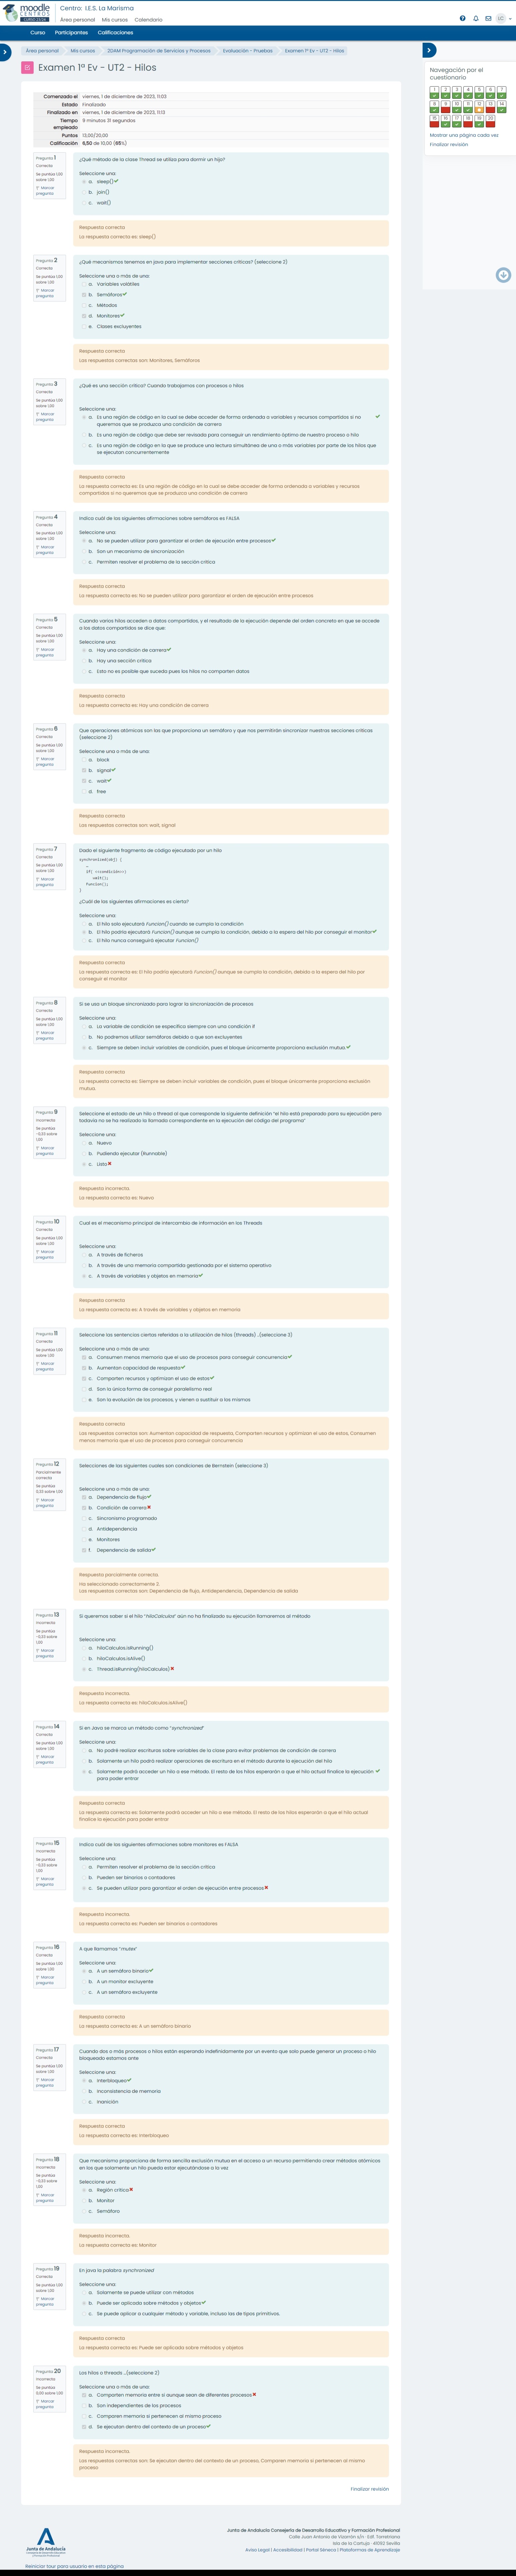 moodle
CENTROS
Centro: I.E.S. La Marisma
Área personal Mis cursos Calendario
LC
Curso Participantes Calificaciones
Área personal Mis cursos 2DAM Programación de Servicios y Procesos Evaluación - Pruebas Examen 1ª Ev - UT2 - Hilos
Examen 1ª Ev - UT2 - Hilos
Navegación por el
cuestionario
1 2 3 4 5 6 7
8 9 10 11 12 13 14
15 16 17 18 19 20
Mostrar una página cada vez
Finalizar revisión
Comenzado el viernes, 1 de diciembre de 2023, 11:03
Estado Finalizado
Finalizado en viernes, 1 de diciembre de 2023, 11:13
Tiempo empleado 9 minutos 31 segundos
Puntos 13,00/20,00
Calificación 6,50 de 10,00 (65%)
Pregunta 1
Correcta
Se puntúa 1,00 sobre 1,00
Marcar pregunta
¿Qué método de la clase Thread se utiliza para dormir un hijo?
Seleccione una:
a. sleep()
b. join()
c. wait()
Respuesta correcta
La respuesta correcta es: sleep()
Pregunta 2
Correcta
Se puntúa 1,00 sobre 1,00
Marcar pregunta
¿Qué mecanismos tenemos en java para implementar secciones críticas? (seleccione 2)
Seleccione una o más de una:
a. Variables volátiles
b. Semáforos
c. Métodos
d. Monitores
e. Clases excluyentes
Respuesta correcta
Las respuestas correctas son: Monitores, Semáforos
Pregunta 3
Correcta
Se puntúa 1,00 sobre 1,00
Marcar pregunta
¿Qué es una sección crítica? Cuando trabajamos con procesos o hilos
Seleccione una:
a. Es una región de código en la cual se debe acceder de forma ordenada a variables y recursos compartidos si no
queremos que se produzca una condición de carrera
b. Es una región de código que debe ser revisada para conseguir un rendimiento óptimo de nuestro proceso o hilo
c. Es una región de código en la que se produce una lectura simultánea de una o más variables por parte de los hilos que
se ejecutan concurrentemente
Respuesta correcta
La respuesta correcta es: Es una región de código en la cual se debe acceder de forma ordenada a variables y recursos
compartidos si no queremos que se produzca una condición de carrera
Pregunta 4
Correcta
Se puntúa 1,00 sobre 1,00
Marcar pregunta
Indica cuál de las siguientes afirmaciones sobre semáforos es FALSA
Seleccione una:
a. No se pueden utilizar para garantizar el orden de ejecución entre procesos
b. Son un mecanismo de sincronización
c. Permiten resolver el problema de la sección crítica
Respuesta correcta
La respuesta correcta es: No se pueden utilizar para garantizar el orden de ejecución entre procesos
Pregunta 5
Correcta
Se puntúa 1,00 sobre 1,00
Marcar pregunta
Cuando varios hilos acceden a datos compartidos, y el resultado de la ejecución depende del orden concreto en que se accede
a los datos compartidos se dice que:
Seleccione una:
a. Hay una condición de carrera
b. Hay una sección crítica
c. Esto no es posible que suceda pues los hilos no comparten datos
Respuesta correcta
La respuesta correcta es: Hay una condición de carrera
Pregunta 6
Correcta
Se puntúa 1,00 sobre 1,00
Marcar pregunta
Que operaciones atómicas son las que proporciona un semáforo y que nos permitirán sincronizar nuestras secciones críticas
(seleccione 2)
Seleccione una o más de una:
a. block
b. signal
c. wait
d. free
Respuesta correcta
Las respuestas correctas son: wait, signal
Pregunta 7
Correcta
Se puntúa 1,00 sobre 1,00
Marcar pregunta
Dado el siguiente fragmento de código ejecutado por un hilo
synchronized(obj) {
…
if( <<condición>>)
wait();
Funcion();
}
¿Cuál de las siguientes afirmaciones es cierta?
Seleccione una:
a. El hilo solo ejecutará Funcion() cuando se cumpla la condición
b. El hilo podría ejecutará Funcion() aunque se cumpla la condición, debido a la espera del hilo por conseguir el monitor
c. El hilo nunca conseguirá ejecutar Funcion()
Respuesta correcta
La respuesta correcta es: El hilo podría ejecutará Funcion() aunque se cumpla la condición, debido a la espera del hilo por
conseguir el monitor
Pregunta 8
Correcta
Se puntúa 1,00 sobre 1,00
Marcar pregunta
Si se usa un bloque sincronizado para lograr la sincronización de procesos
Seleccione una:
a. La variable de condición se especifica siempre con una condición if
b. No podremos utilizar semáforos debido a que son excluyentes
c. Siempre se deben incluir variables de condición, pues el bloque únicamente proporciona exclusión mutua.
Respuesta correcta
La respuesta correcta es: Siempre se deben incluir variables de condición, pues el bloque únicamente proporciona exclusión
mutua.
Pregunta 9
Incorrecta
Se puntúa -0,33 sobre 1,00
Marcar pregunta
Seleccione el estado de un hilo o thread al que corresponde la siguiente definición "el hilo está preparado para su ejecución pero
todavía no se ha realizado la llamada correspondiente en la ejecución del código del programa"
Seleccione una:
a. Nuevo
b. Pudiendo ejecutar (Runnable)
c. Listo
Respuesta incorrecta.
La respuesta correcta es: Nuevo
Pregunta 10
Correcta
Se puntúa 1,00 sobre 1,00
Marcar pregunta
Cual es el mecanismo principal de intercambio de información en los Threads
Seleccione una:
a. A través de ficheros
b. A través de una memoria compartida gestionada por el sistema operativo
c. A través de variables y objetos en memoria
Respuesta correcta
La respuesta correcta es: A través de variables y objetos en memoria
Pregunta 11
Correcta
Se puntúa 1,00 sobre 1,00
Marcar pregunta
Seleccione las sentencias ciertas referidas a la utilización de hilos (threads)...(seleccione 3)
Seleccione una o más de una:
a. Consumen menos memoria que el uso de procesos para conseguir concurrencia
b. Aumentan capacidad de respuesta
c. Comparten recursos y optimizan el uso de estos
d. Son la única forma de conseguir paralelismo real
e. Son la evolución de los procesos, y vienen a sustituir a los mismos
Respuesta correcta
Las respuestas correctas son: Aumentan capacidad de respuesta, Comparten recursos y optimizan el uso de estos, Consumen
menos memoria que el uso de procesos para conseguir concurrencia
Pregunta 12
Parcialmente correcta
Se puntúa 0,33 sobre 1,00
Marcar pregunta
Selecciones de las siguientes cuales son condiciones de Bernstein (seleccione 3)
Seleccione una o más de una:
a. Dependencia de flujo
b. Condición de carrera
c. Sincronismo programado
d. Antidependencia
e. Monitores
f. Dependencia de salida
Respuesta parcialmente correcta.
Ha seleccionado correctamente 2.
Las respuestas correctas son: Dependencia de flujo, Antidependencia, Dependencia de salida
Pregunta 13
Incorrecta
Se puntúa -0,33 sobre 1,00
Marcar pregunta
Si queremos saber si el hilo "hiloCalculos" aún no ha finalizado su ejecución llamaremos al método
Seleccione una:
a. hiloCalculos.isRunning()
b. hiloCalculos.isAlive()
c. Thread.isRunning(hiloCalculos)
Respuesta incorrecta.
La respuesta correcta es: hiloCalculos.isAlive()
Pregunta 14
Correcta
Se puntúa 1,00 sobre 1,00
Marcar pregunta
Si en Java se marca un método como "synchronized"
Seleccione una:
a. No podré realizar escrituras sobre variables de la clase para evitar problemas de condición de carrera
b. Solamente un hilo podrá realizar operaciones de escritura en el método durante la ejecución del hilo
c. Solamente podrá acceder un hilo a ese método. El resto de los hilos esperarán a que el hilo actual finalice la ejecución
para poder entrar
Respuesta correcta
La respuesta correcta es: Solamente podrá acceder un hilo a ese método. El resto de los hilos esperarán a que el hilo actual
finalice la ejecución para poder entrar
Pregunta 15
Incorrecta
Se puntúa -0,33 sobre 1,00
Marcar pregunta
Indica cuál de las siguientes afirmaciones sobre monitores es FALSA
Seleccione una:
a. Permiten resolver el problema de la sección crítica
b. Pueden ser binarios o contadores
c. Se pueden utilizar para garantizar el orden de ejecución entre procesos
Respuesta incorrecta.
La respuesta correcta es: Pueden ser binarios o contadores
Pregunta 16
Correcta
Se puntúa 1,00 sobre 1,00
Marcar pregunta
A que llamamos "mutex"
Seleccione una:
a. A un semáforo binario
b. A un monitor excluyente
c. A un semáforo excluyente
Respuesta correcta
La respuesta correcta es: A un semáforo binario
Pregunta 17
Correcta
Se puntúa 1,00 sobre 1,00
Marcar pregunta
Cuando dos o más procesos o hilos están esperando indefinidamente por un evento que solo puede generar un proceso o hilo
bloqueado estamos ante
Seleccione una:
a. Interbloqueo
b. Inconsistencia de memoria
c. Inanición
Respuesta correcta
La respuesta correcta es: Interbloqueo
Pregunta 18
Incorrecta
Se puntúa -0,33 sobre 1,00
Marcar pregunta
Que mecanismo proporciona de forma sencilla exclusión mutua en el acceso a un recurso permitiendo crear métodos atómicos
en los que solamente un hilo pueda estar ejecutándose a la vez
Seleccione una:
a. Región crítica
b. Monitor
c. Semáforo
Respuesta incorrecta.
La respuesta correcta es: Monitor
Pregunta 19
Correcta
Se puntúa 1,00 sobre 1,00
Marcar pregunta
En java la palabra synchronized
Seleccione una:
a. Solamente se puede utilizar con métodos
b. Puede ser aplicada sobre métodos y objetos
c. Se puede aplicar a cualquier método y variable, incluso las de tipos primitivos.
Respuesta correcta
La respuesta correcta es: Puede ser aplicada sobre métodos y objetos
Pregunta 20
Incorrecta
Se puntúa 0,00 sobre 1,00
Marcar pregunta
Los hilos o threads ...(seleccione 2)
Seleccione una o más de una:
a. Comparten memoria entre si aunque sean de diferentes procesos
b. Son independientes de los procesos
c. Comparen memoria si pertenecen al mismo proceso
d. Se ejecutan dentro del contexto de un proceso
Respuesta incorrecta.
Las respuestas correctas son: Se ejecutan dentro del contexto de un proceso, Comparen memoria si pertenecen al mismo
proceso
Finalizar revisión
Junta de Andalucía
Junta de Andalucía Consejería de Desarrollo Educativo y Formación Profesional
Calle Juan Antonio de Vizarrón s/n · Edf. Torretriana
Isla de la Cartuja · 41092 Sevilla
Aviso Legal | Accesibilidad | Portal Séneca | Plataformas de Aprendizaje
Reiniciar tour para usuario en esta página